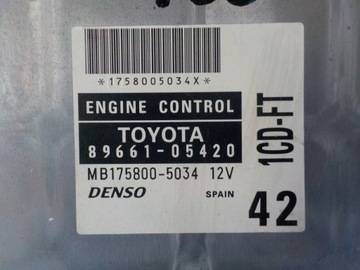 *1758005034X*
ENGINE CONTROL
TOYOTA
89661-05420
MB175800-5034 12V
DENSO SPAIN
1CD-FT
42